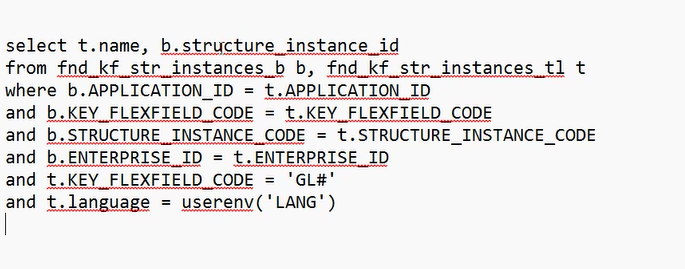 select t.name, b.structure_instance_id
from fnd_kf_str_instances_b b, fnd_kf_str_instances_tl t
where b.APPLICATION_ID = t.APPLICATION_ID
and b.KEY_FLEXFIELD_CODE = t.KEY_FLEXFIELD_CODE
and b.STRUCTURE_INSTANCE_CODE = t.STRUCTURE_INSTANCE_CODE
and b.ENTERPRISE_ID = t.ENTERPRISE_ID
and t.KEY_FLEXFIELD_CODE = 'GL#'
and t.language = userenv('LANG')